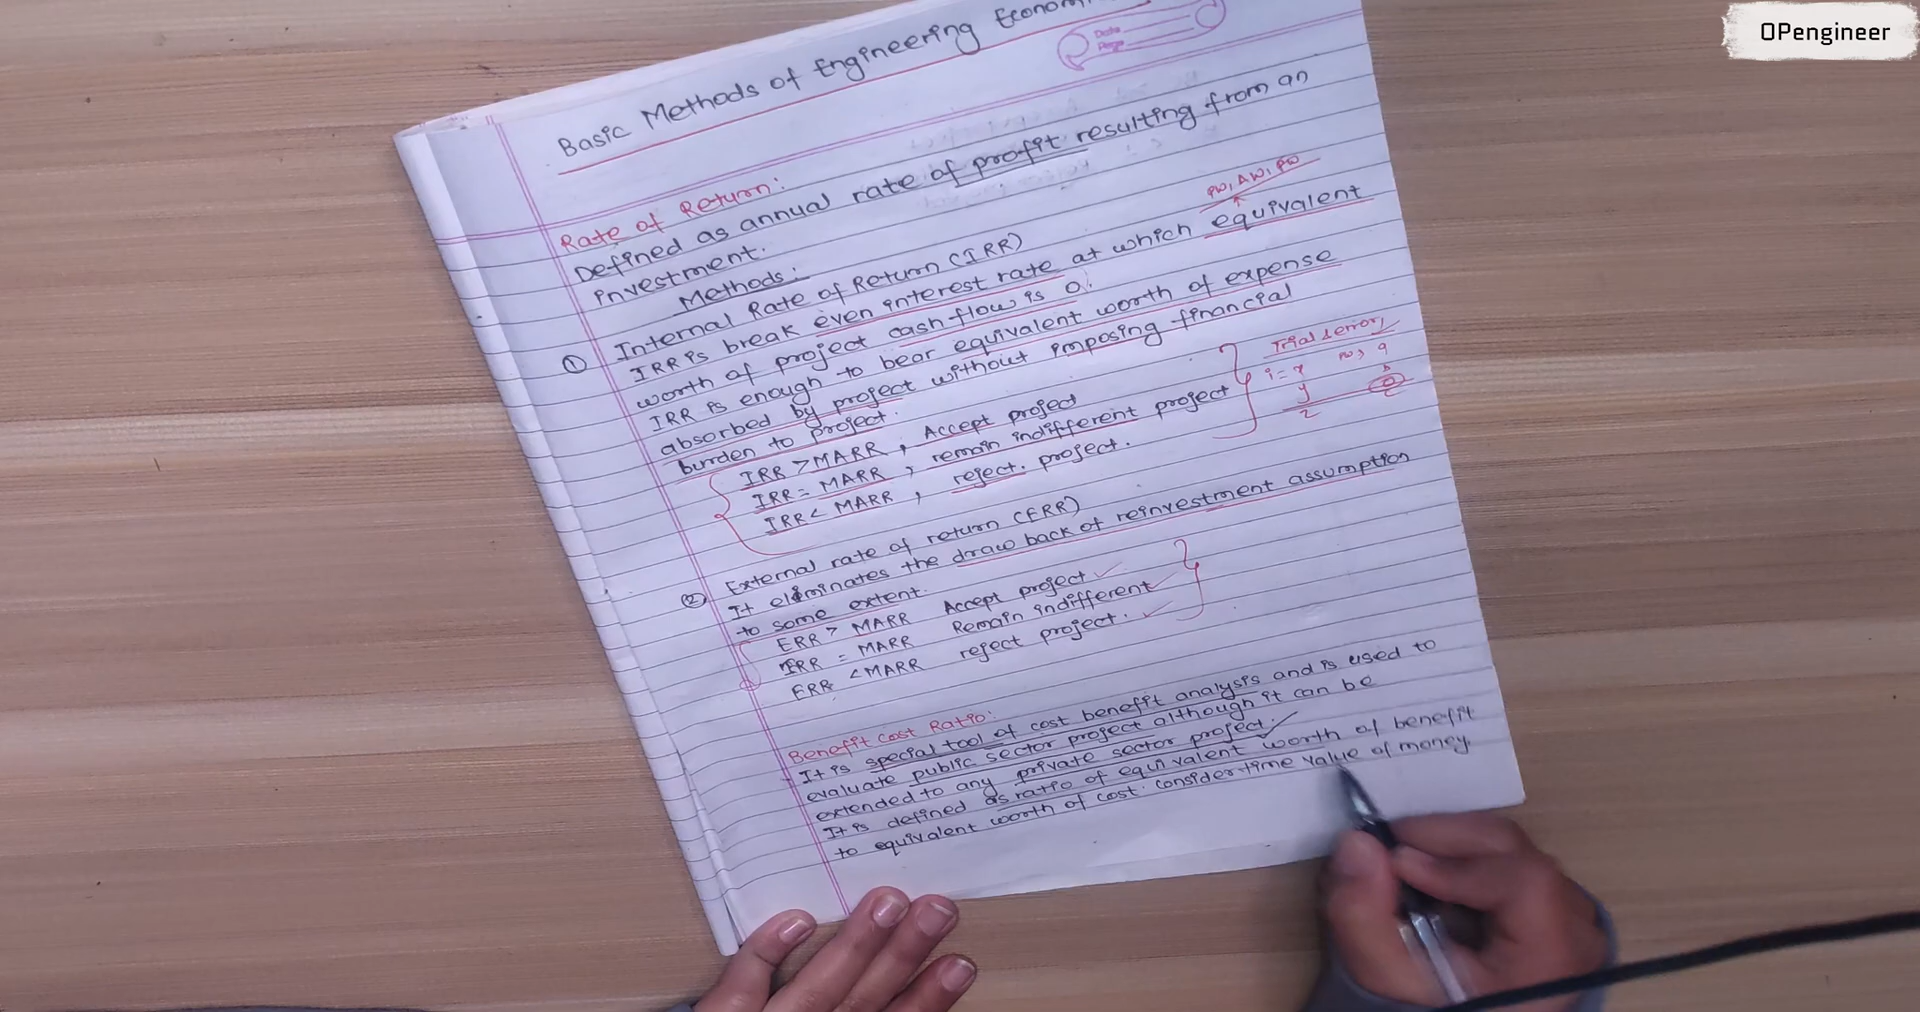 OPengineer
Basic Methods of Engineering Econom
Date
Page
Rate of Return:
Defined as annual rate of profit resulting from an
investment.
Methods:
① Internal Rate of Return (IRR)
PW, AW, FW
IRR is break even interest rate at which equivalent
worth of project cash flow is 0.
IRR is enough to bear equivalent worth of expense
absorbed by project without imposing financial
burden to project.
IRR > MARR, Accept project
IRR = MARR, remain indifferent project
IRR < MARR, reject. project.
Trial & error
i = x
y
z
② External rate of return (ERR)
It eliminates the draw back of reinvestment assumption
to some extent.
ERR > MARR Accept project
ERR = MARR Remain indifferent
ERR < MARR reject project.
Benefit cost Ratio:
It is special tool of cost benefit analysis and is used to
evaluate public sector project although it can be
extended to any private sector project.
It is defined as ratio of equivalent worth of benefit
to equivalent worth of cost. consider time value of money.